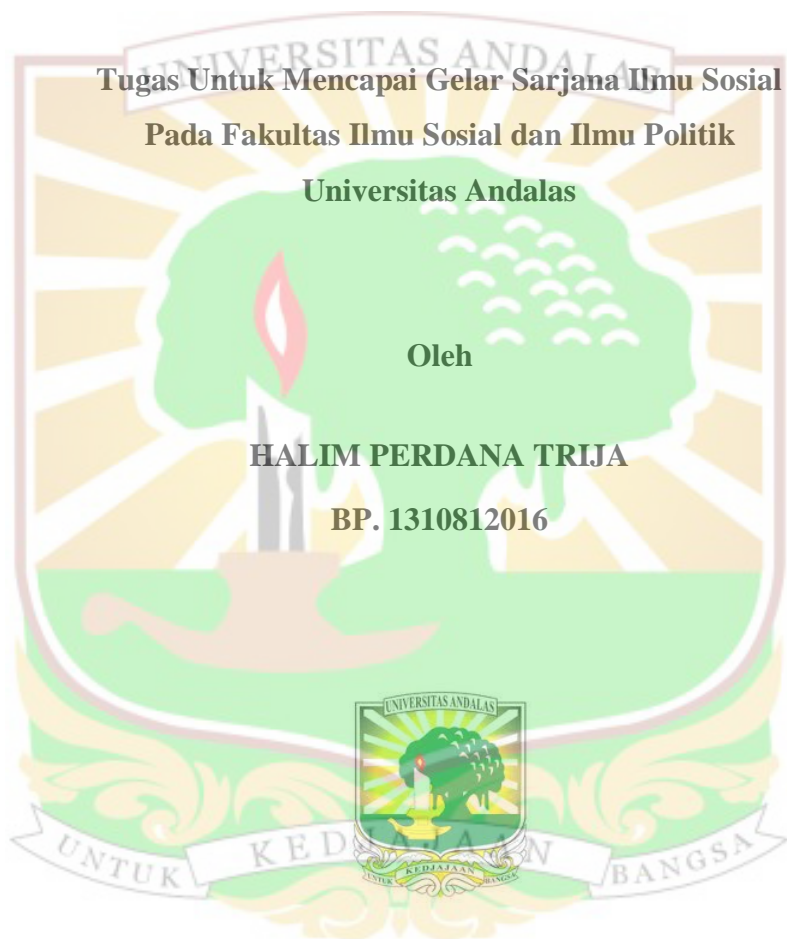 UNIVERSITAS ANDALAS
Tugas Untuk Mencapai Gelar Sarjana Ilmu Sosial
Pada Fakultas Ilmu Sosial dan Ilmu Politik
Universitas Andalas
Oleh
HALIM PERDANA TRIJA
BP. 1310812016
UNIVERSITAS ANDALAS
UNTUK KEDJAJAAN BANGSA
UNTUK KEDJAJAAN BANGSA